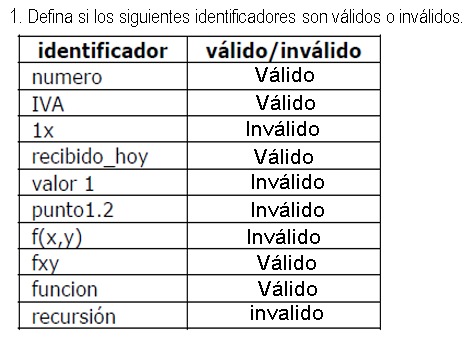 1. Defina si los siguientes identificadores son válidos o inválidos.
identificador válido/inválido
numero Válido
IVA Válido
1x Inválido
recibido_hoy Válido
valor 1 Inválido
punto1.2 Inválido
f(x,y) Inválido
fxy Válido
funcion Válido
recursión invalido